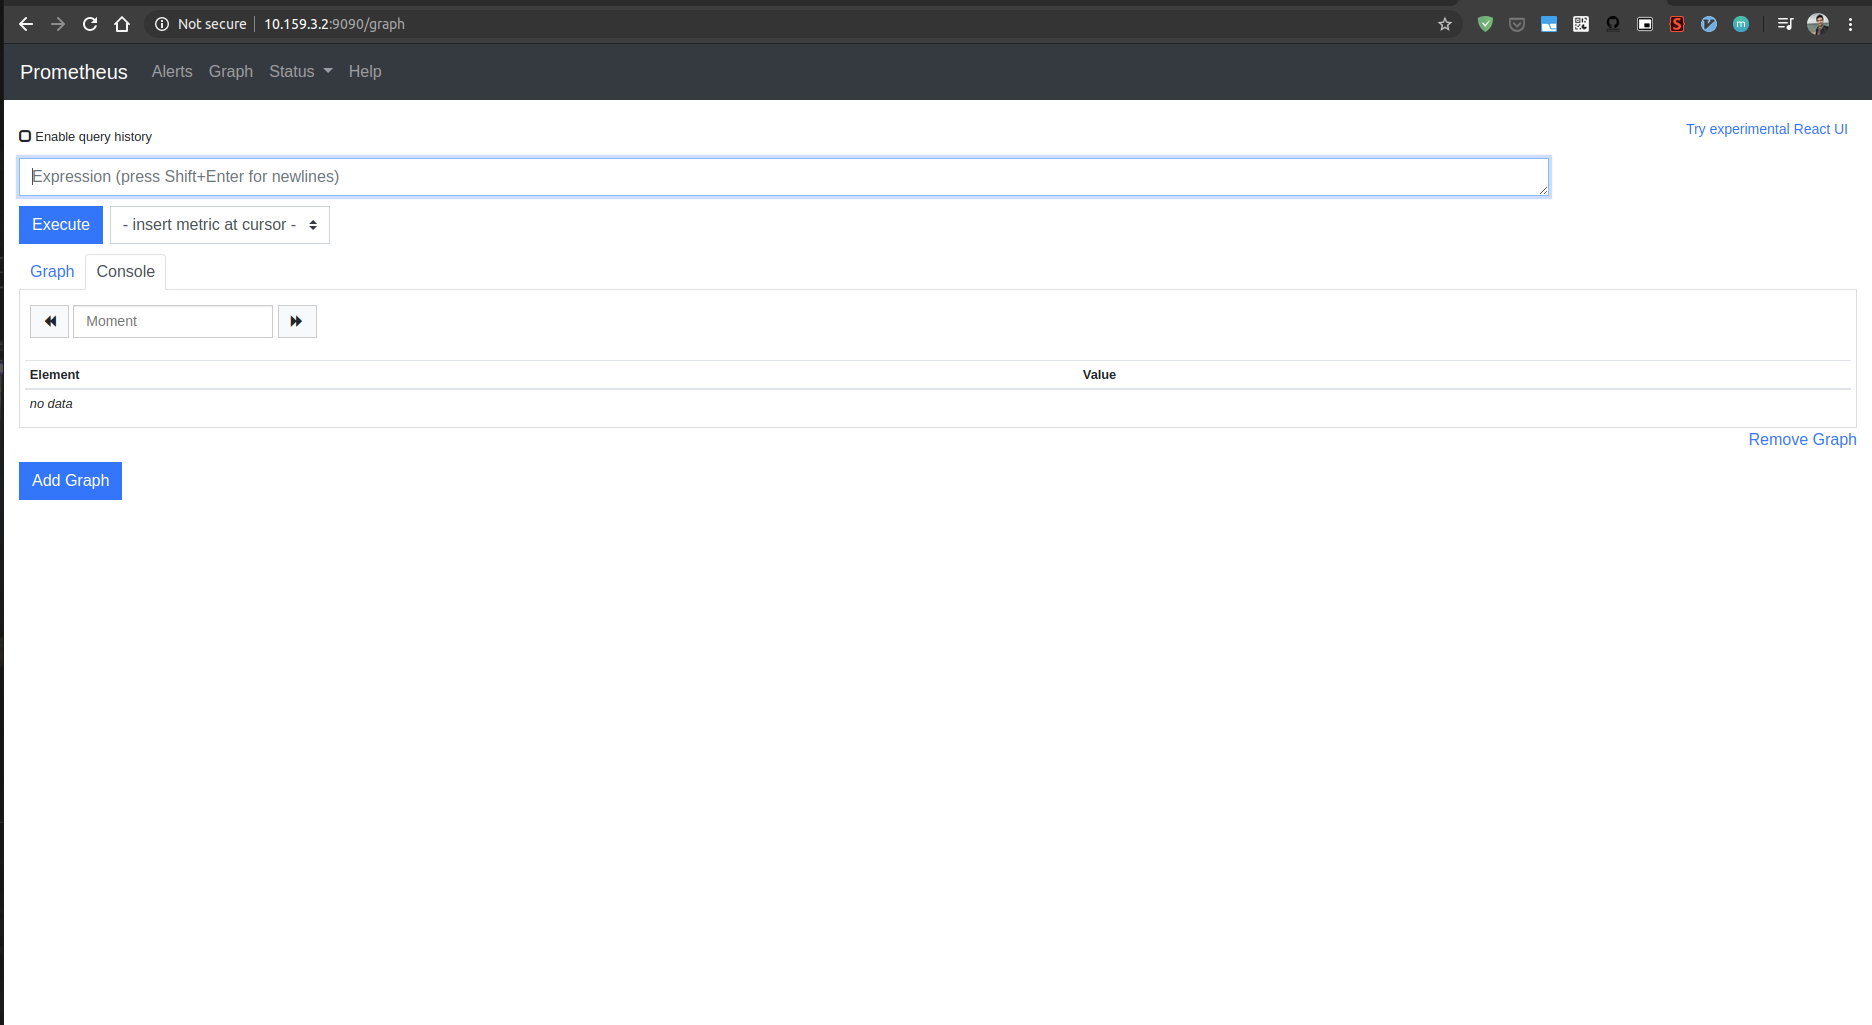 Not secure 10.159.3.2:9090/graph
Prometheus Alerts Graph Status Help
Enable query history
Try experimental React UI
Expression (press Shift+Enter for newlines)
Execute - insert metric at cursor -
Graph Console
Moment
Element Value
no data
Remove Graph
Add Graph